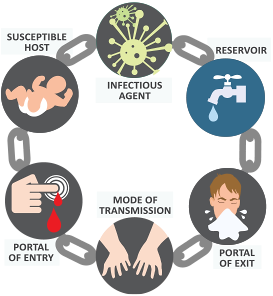 SUSCEPTIBLE
HOST
INFECTIOUS
AGENT
RESERVOIR
PORTAL
OF ENTRY
MODE OF
TRANSMISSION
PORTAL
OF EXIT